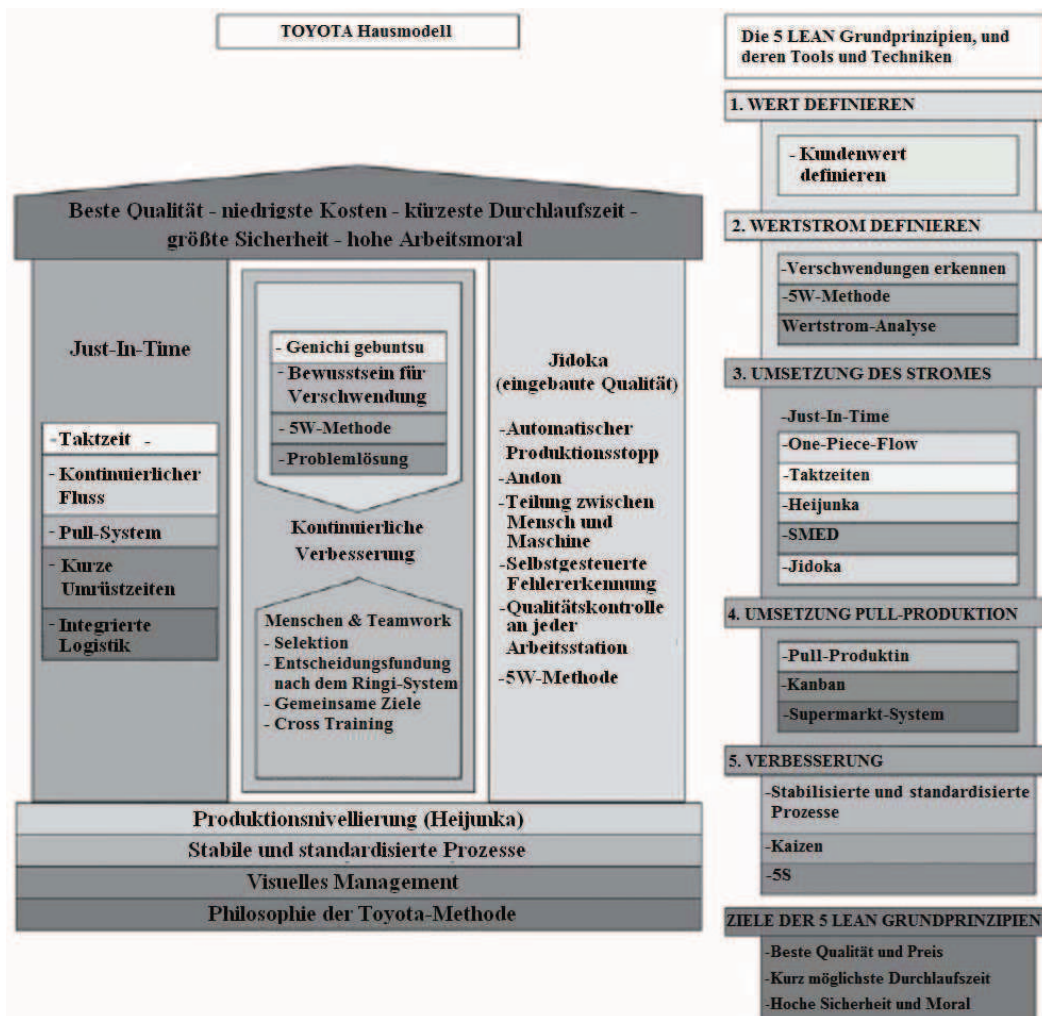 TOYOTA Hausmodell
Beste Qualität - niedrigste Kosten - kürzeste Durchlaufszeit -
größte Sicherheit - hohe Arbeitsmoral
Just-In-Time
-Taktzeit -
-Kontinuierlicher
Fluss
-Pull-System
-Kurze
Umrüstzeiten
-Integrierte
Logistik
- Genichi gebuntsu
- Bewusstsein für
Verschwendung
- 5W-Methode
-Problemlösung
Kontinuierliche
Verbesserung
Menschen & Teamwork
- Selektion
- Entscheidungsfundung
nach dem Ringi-System
- Gemeinsame Ziele
- Cross Training
Jidoka
(eingebaute Qualität)
-Automatischer
Produktionsstopp
-Andon
-Teilung zwischen
Mensch und
Maschine
-Selbstgesteuerte
Fehlererkennung
-Qualitätskontrolle
an jeder
Arbeitsstation
-5W-Methode
Produktionsnivellierung (Heijunka)
Stabile und standardisierte Prozesse
Visuelles Management
Philosophie der Toyota-Methode
Die 5 LEAN Grundprinzipien, und
deren Tools und Techniken
1. WERT DEFINIEREN
- Kundenwert
definieren
2. WERTSTROM DEFINIEREN
-Verschwendungen erkennen
-5W-Methode
Wertstrom-Analyse
3. UMSETZUNG DES STROMES
-Just-In-Time
-One-Piece-Flow
-Taktzeiten
-Heijunka
-SMED
-Jidoka
4. UMSETZUNG PULL-PRODUKTION
-Pull-Produktin
-Kanban
-Supermarkt-System
5. VERBESSERUNG
-Stabilisierte und standardisierte
Prozesse
-Kaizen
-5S
ZIELE DER 5 LEAN GRUNDPRINZIPIEN
-Beste Qualität und Preis
-Kurz möglichste Durchlaufszeit
-Hoche Sicherheit und Moral